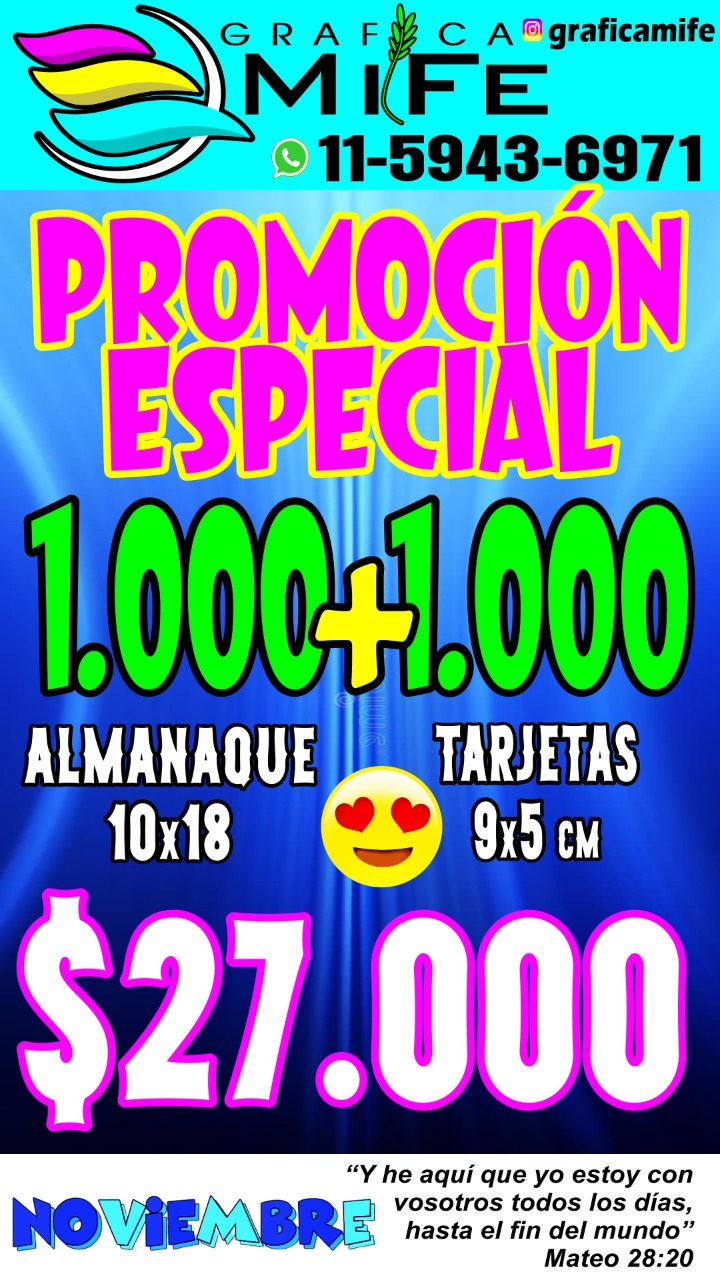 GRAFICA
graficamife
MIFE
11-5943-6971
PROMOCIÓN
ESPECIAL
1.000+1.000
ALMANAQUE
TARJETAS
10x18
9x5 CM
$27.000
NOViEMBRE
“Y he aquí que yo estoy con
vosotros todos los días,
hasta el fin del mundo”
Mateo 28:20